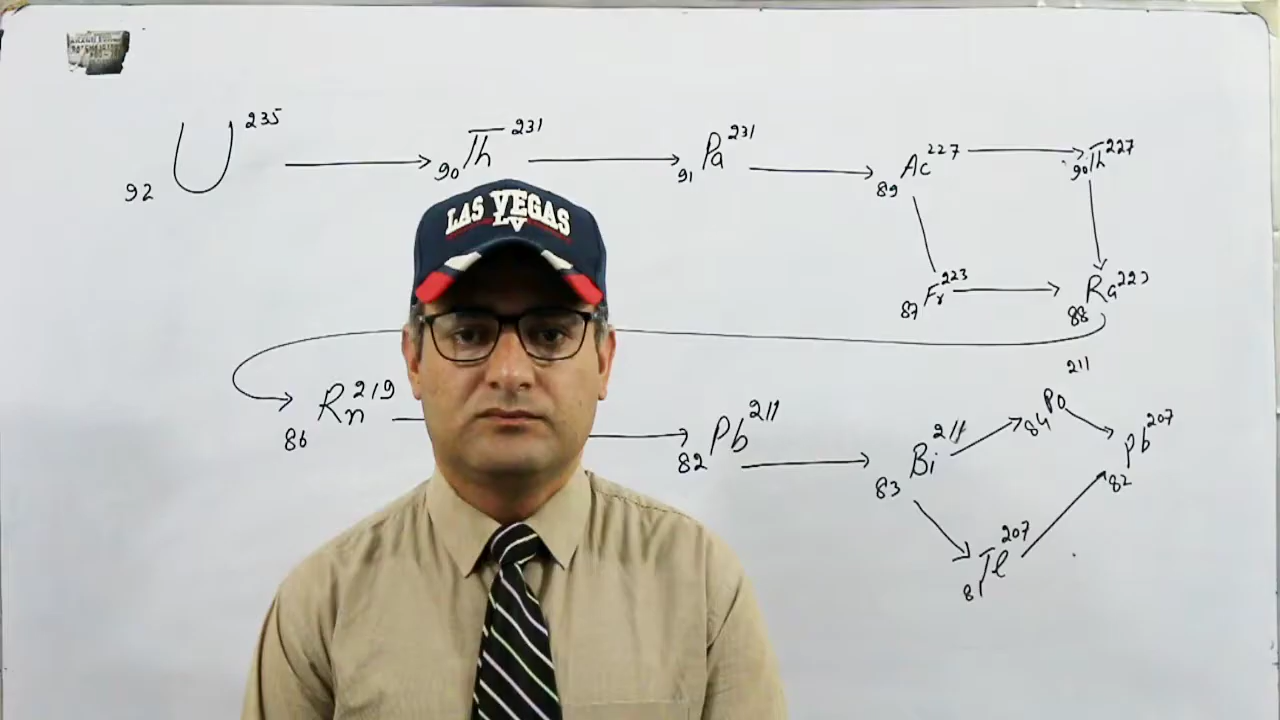 92 U 235 → 90 Th 231 → 91 Pa 231 → 89 Ac 227 → 90 Th 227
87 Fr 223 → 88 Ra
LAS VEGAS
LV
86 Rn 219 → 82 Pb 211 → 83 Bi 211 → 84 Po 211 → 82 Pb 207
81 Tl 207